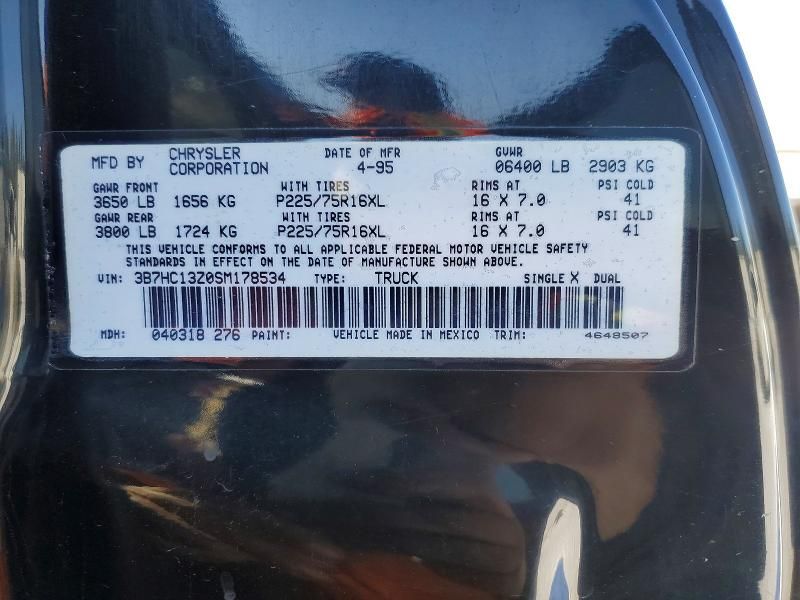 MFD BY CHRYSLER CORPORATION DATE OF MFR 4-95 GVWR 06400 LB 2903 KG
GAWR FRONT WITH TIRES RIMS AT PSI COLD
3650 LB 1656 KG P225/75R16XL 16 X 7.0 41
GAWR REAR WITH TIRES RIMS AT PSI COLD
3800 LB 1724 KG P225/75R16XL 16 X 7.0 41
THIS VEHICLE CONFORMS TO ALL APPLICABLE FEDERAL MOTOR VEHICLE SAFETY
STANDARDS IN EFFECT ON THE DATE OF MANUFACTURE SHOWN ABOVE.
VIN: 3B7HC13Z0SM178534 TYPE: TRUCK SINGLE X DUAL
MDH: 040318 276 PAINT: VEHICLE MADE IN MEXICO TRIM: 4648507